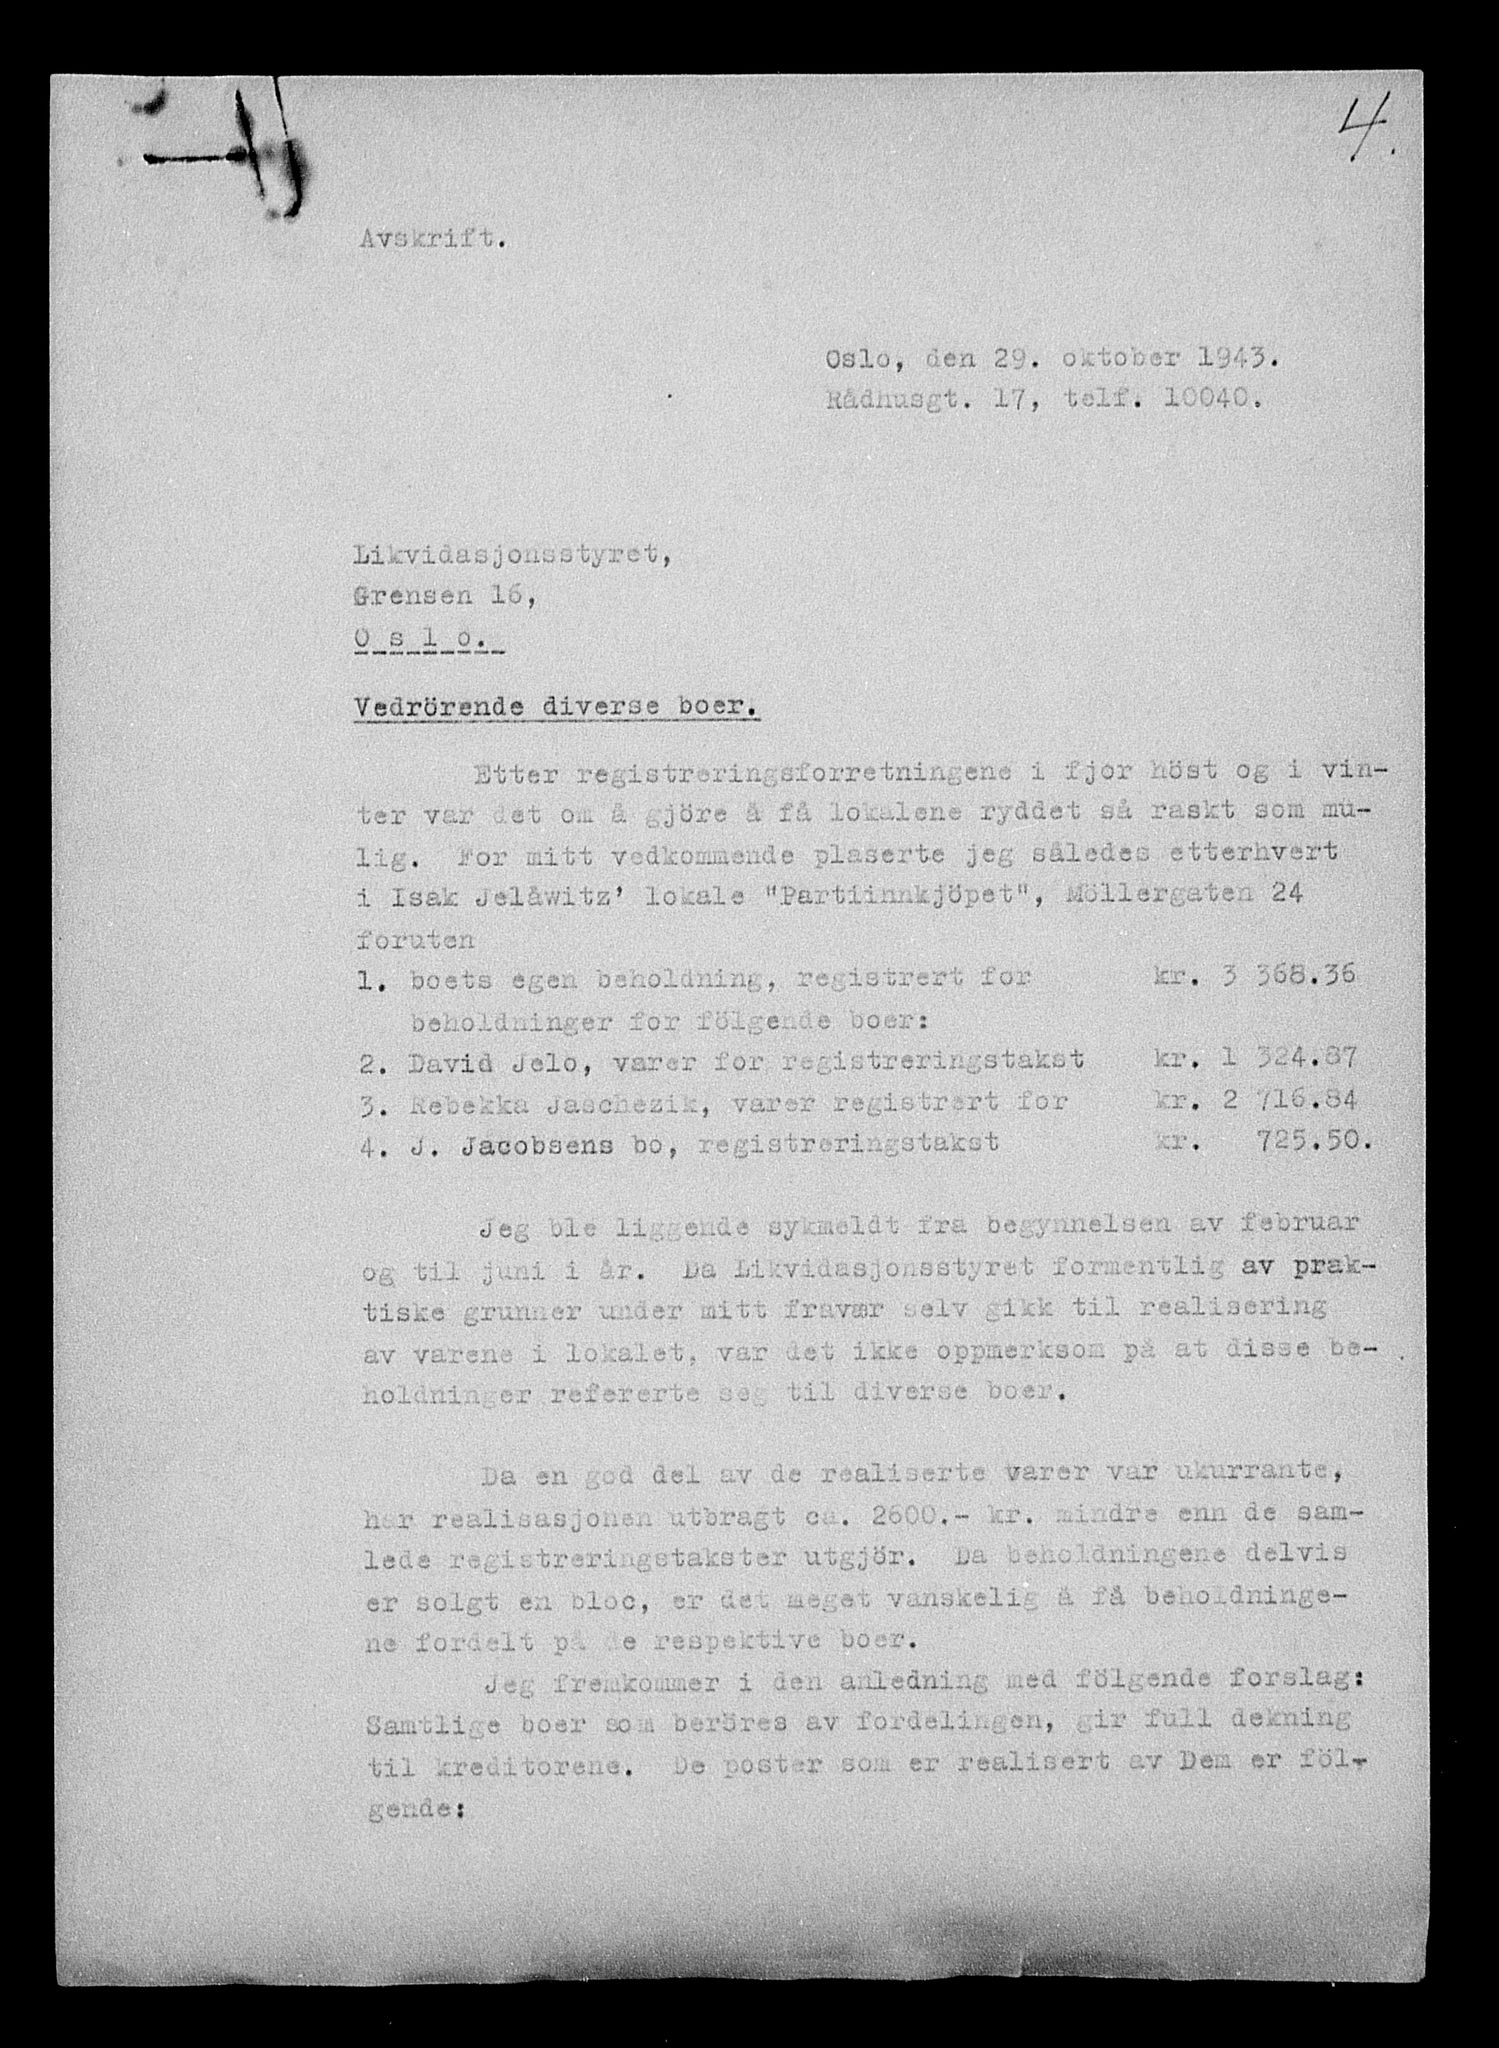 4.
Avskrift.
Oslo, den 29. oktober 1943.
Rådhusgt. 17, telf. 10040.
Likvidasjonsstyret,
Grensen 16,
O s l o.
Vedrörende diverse boer.
Etter registreringsforretningene i fjor höst og i vin-
ter var det om å gjöre å få lokalene ryddet så raskt som mu-
lig. For mitt vedkommende plaserte jeg således etterhvert
i Isak Jelåwitz' lokale "Partiinnkjöpet", Möllergaten 24
foruten
1. boets egen beholdning, registrert for kr. 3 368.36
beholdninger for fölgende boer:
2. David Jelo, varer for registreringstakst kr. 1 324.87
3. Rebekka Jaschezik, varer registrert for kr. 2 716.84
4. J. Jacobsens bo, registreringstakst kr. 725.50.
Jeg ble liggende sykmeldt fra begynnelsen av februar
og til juni i år. Da Likvidasjonsstyret formentlig av prak-
tiske grunner under mitt fravær selv gikk til realisering
av varene i lokalet, var det ikke oppmerksom på at disse be-
holdninger refererte seg til diverse boer.
Da en god del av de realiserte varer var ukurrante,
har realisasjonen utbragt ca. 2600.- kr. mindre enn de sam-
lede registreringstakster utgjör. Da beholdningene delvis
er solgt en bloc, er det meget vanskelig å få beholdninge-
ne fordelt på de respektive boer.
Jeg fremkommer i den anledning med fölgende forslag:
Samtlige boer som beröres av fordelingen, gir full dekning
til kreditorene. De poster som er realisert av Dem er föl-
gende: